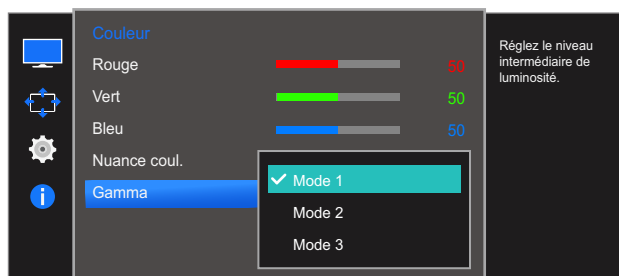 Couleur
Rouge 50
Vert 50
Bleu 50
Nuance coul.
Gamma
Mode 1
Mode 2
Mode 3
Réglez le niveau
intermédiaire de
luminosité.